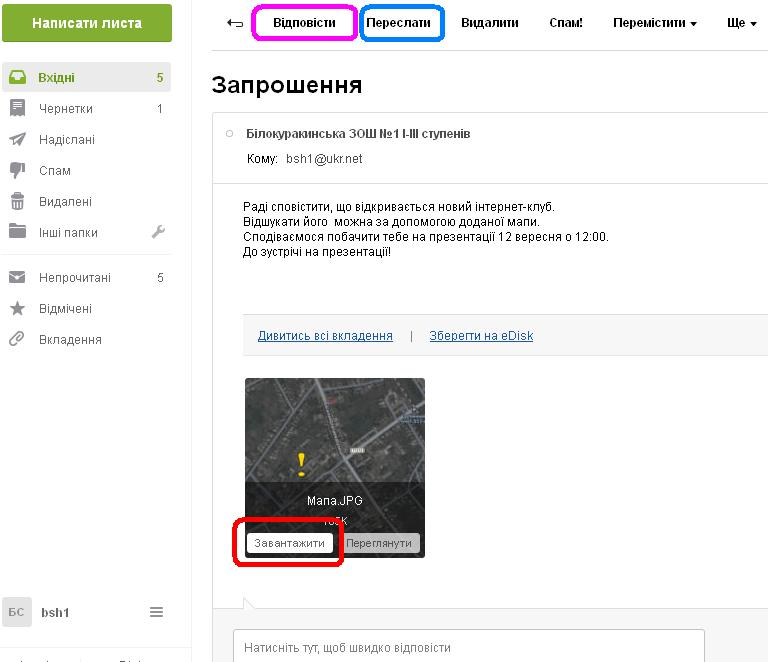 Написати листа
Відповісти Переслати Видалити Спам! Перемістити Ще
Вхідні 5
Чернетки 1
Надіслані
Спам
Видалені
Інші папки
Непрочитані 5
Відмічені
Вкладення
БС bsh1
Запрошення
Білокуракинська ЗОШ №1 І-ІІІ ступенів
Кому: bsh1@ukr.net
Раді сповістити, що відкривається новий інтернет-клуб.
Відшукати його можна за допомогою доданої мапи.
Сподіваємося побачити тебе на презентації 12 вересня о 12:00.
До зустрічі на презентації!
Дивитись всі вкладення | Зберегти на eDisk
Мапа.JPG
Завантажити Переглянути
Натисніть тут, щоб швидко відповісти